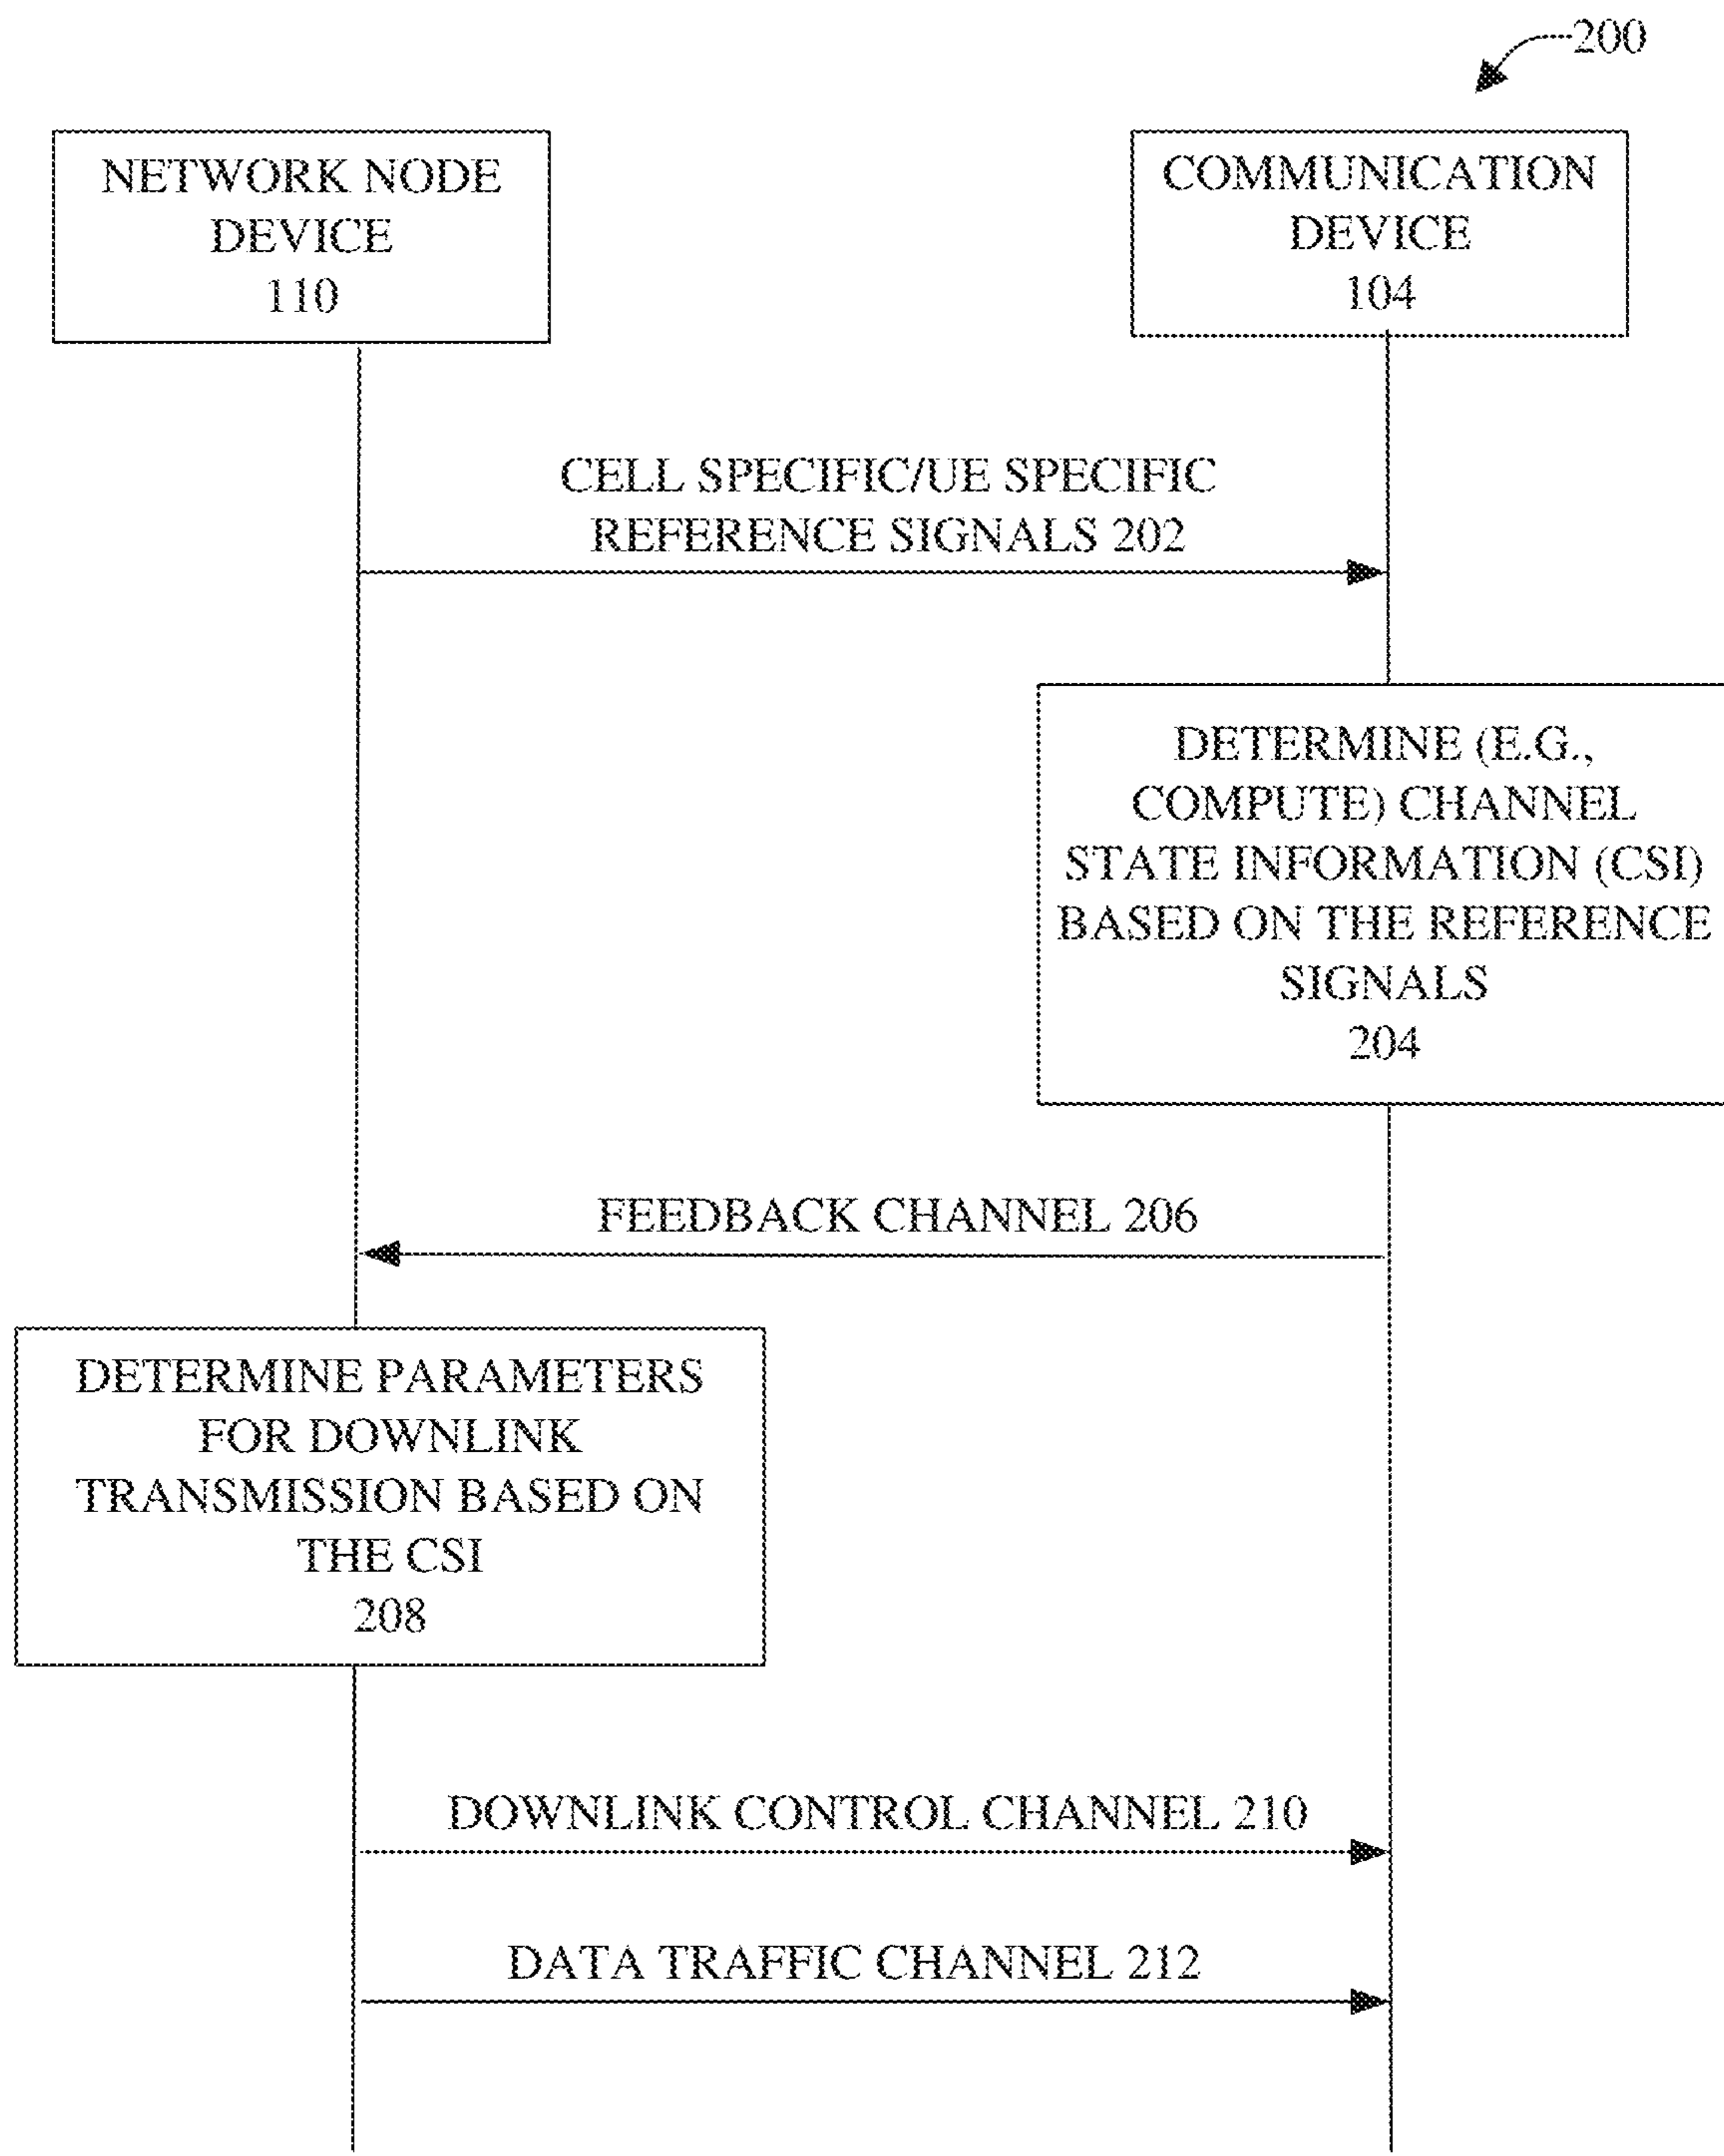 200
NETWORK NODE
DEVICE
110
COMMUNICATION
DEVICE
104
CELL SPECIFIC/UE SPECIFIC
REFERENCE SIGNALS 202
DETERMINE (E.G.,
COMPUTE) CHANNEL
STATE INFORMATION (CSI)
BASED ON THE REFERENCE
SIGNALS
204
FEEDBACK CHANNEL 206
DETERMINE PARAMETERS
FOR DOWNLINK
TRANSMISSION BASED ON
THE CSI
208
DOWNLINK CONTROL CHANNEL 210
DATA TRAFFIC CHANNEL 212